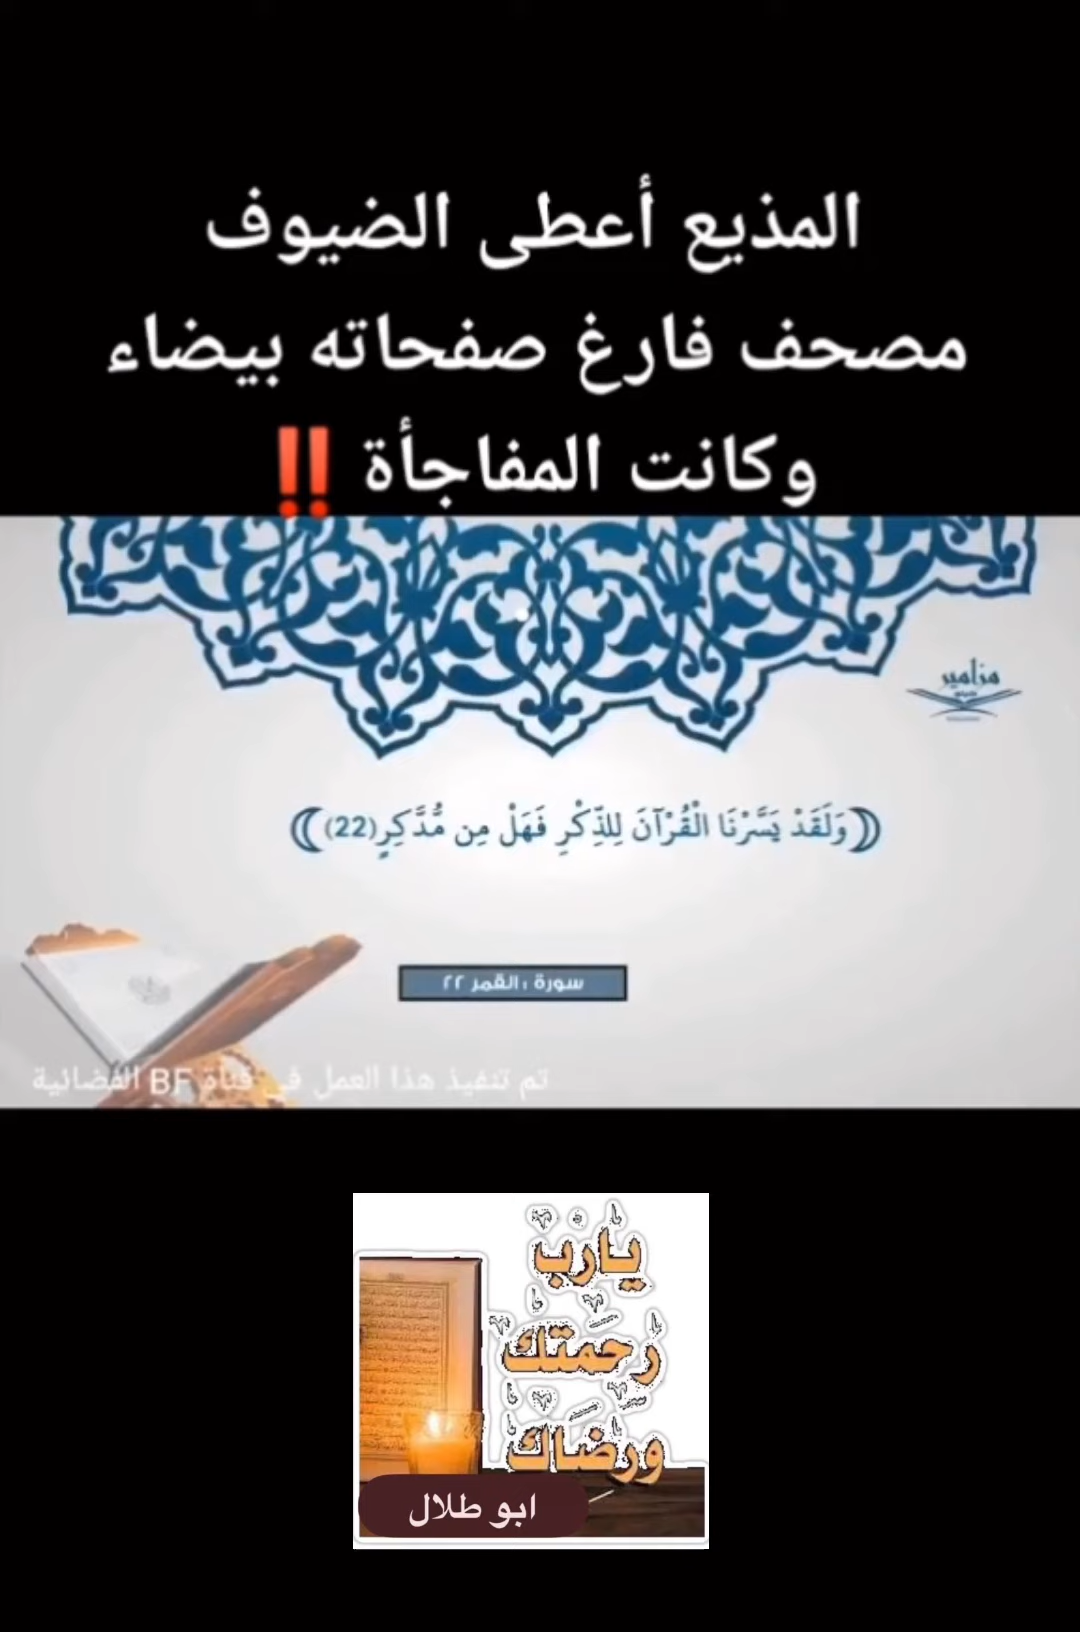 المذيع أعطى الضيوف
مصحف فارغ صفحاته بيضاء
وكانت المفاجأة ‼️
مزامير
﴿وَلَقَدْ يَسَّرْنَا الْقُرْآنَ لِلذِّكْرِ فَهَلْ مِن مُّدَّكِرٍ(22)﴾
سورة : القمر ٢٢
تم تنفيذ هذا العمل في قناة BF الفضائية
يارب
رحمتك
ورضاك
ابو طلال